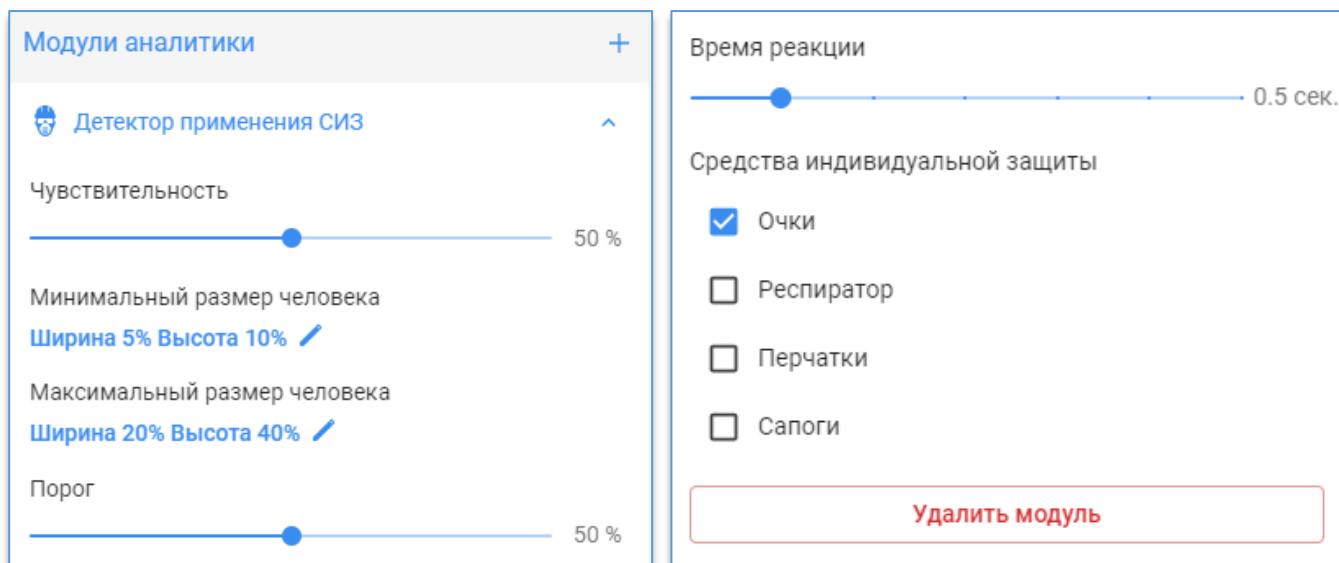 Модули аналитики
Детектор применения СИЗ
Чувствительность
50 %
Минимальный размер человека
Ширина 5% Высота 10%
Максимальный размер человека
Ширина 20% Высота 40%
Порог
50 %
Время реакции
0.5 сек.
Средства индивидуальной защиты
Очки
Респиратор
Перчатки
Сапоги
Удалить модуль